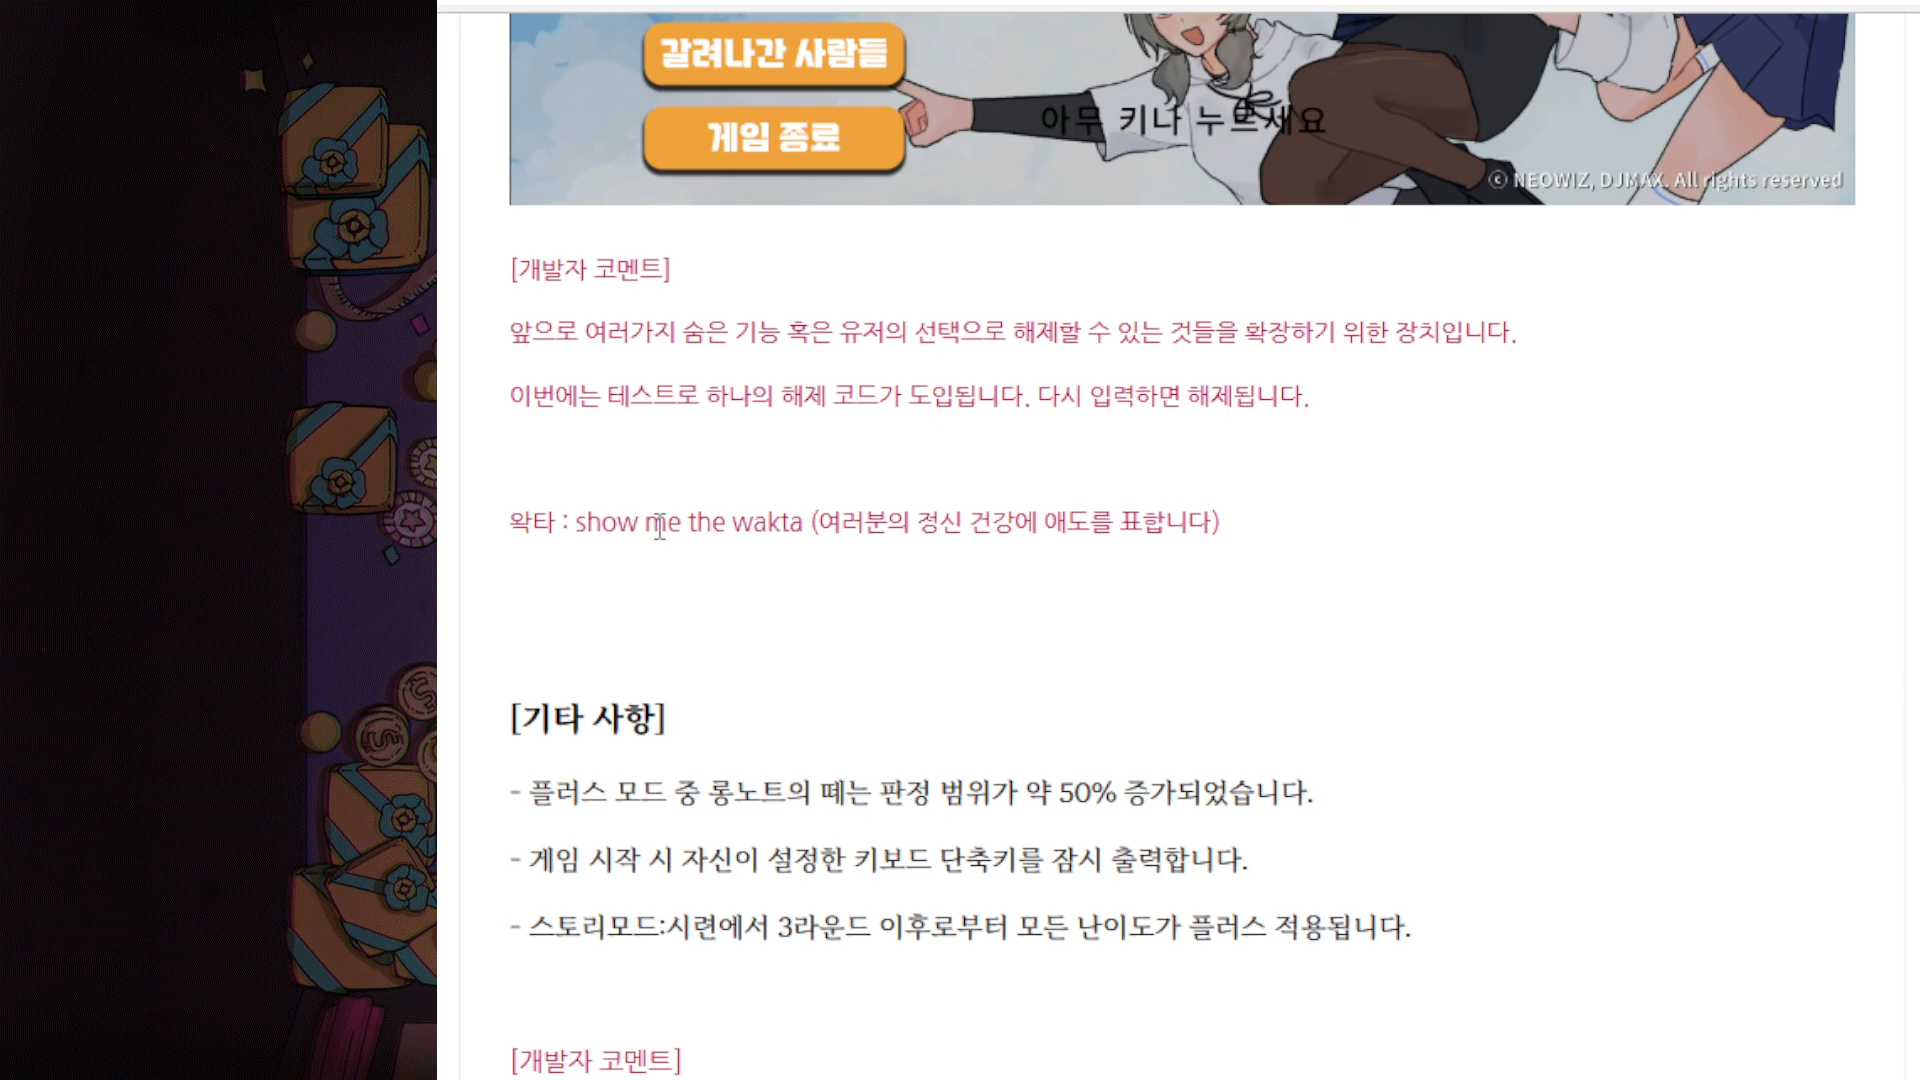 갈려나간 사람들
게임 종료
아무 키나 누르세요
ⓒ NEOWIZ, DJMAX. All rights reserved
[개발자 코멘트]
앞으로 여러가지 숨은 기능 혹은 유저의 선택으로 해제할 수 있는 것들을 확장하기 위한 장치입니다.
이번에는 테스트로 하나의 해제 코드가 도입됩니다. 다시 입력하면 해제됩니다.
왁타 : show me the wakta (여러분의 정신 건강에 애도를 표합니다)
[기타 사항]
- 플러스 모드 중 롱노트의 떼는 판정 범위가 약 50% 증가되었습니다.
- 게임 시작 시 자신이 설정한 키보드 단축키를 잠시 출력합니다.
- 스토리모드:시련에서 3라운드 이후로부터 모든 난이도가 플러스 적용됩니다.
[개발자 코멘트]